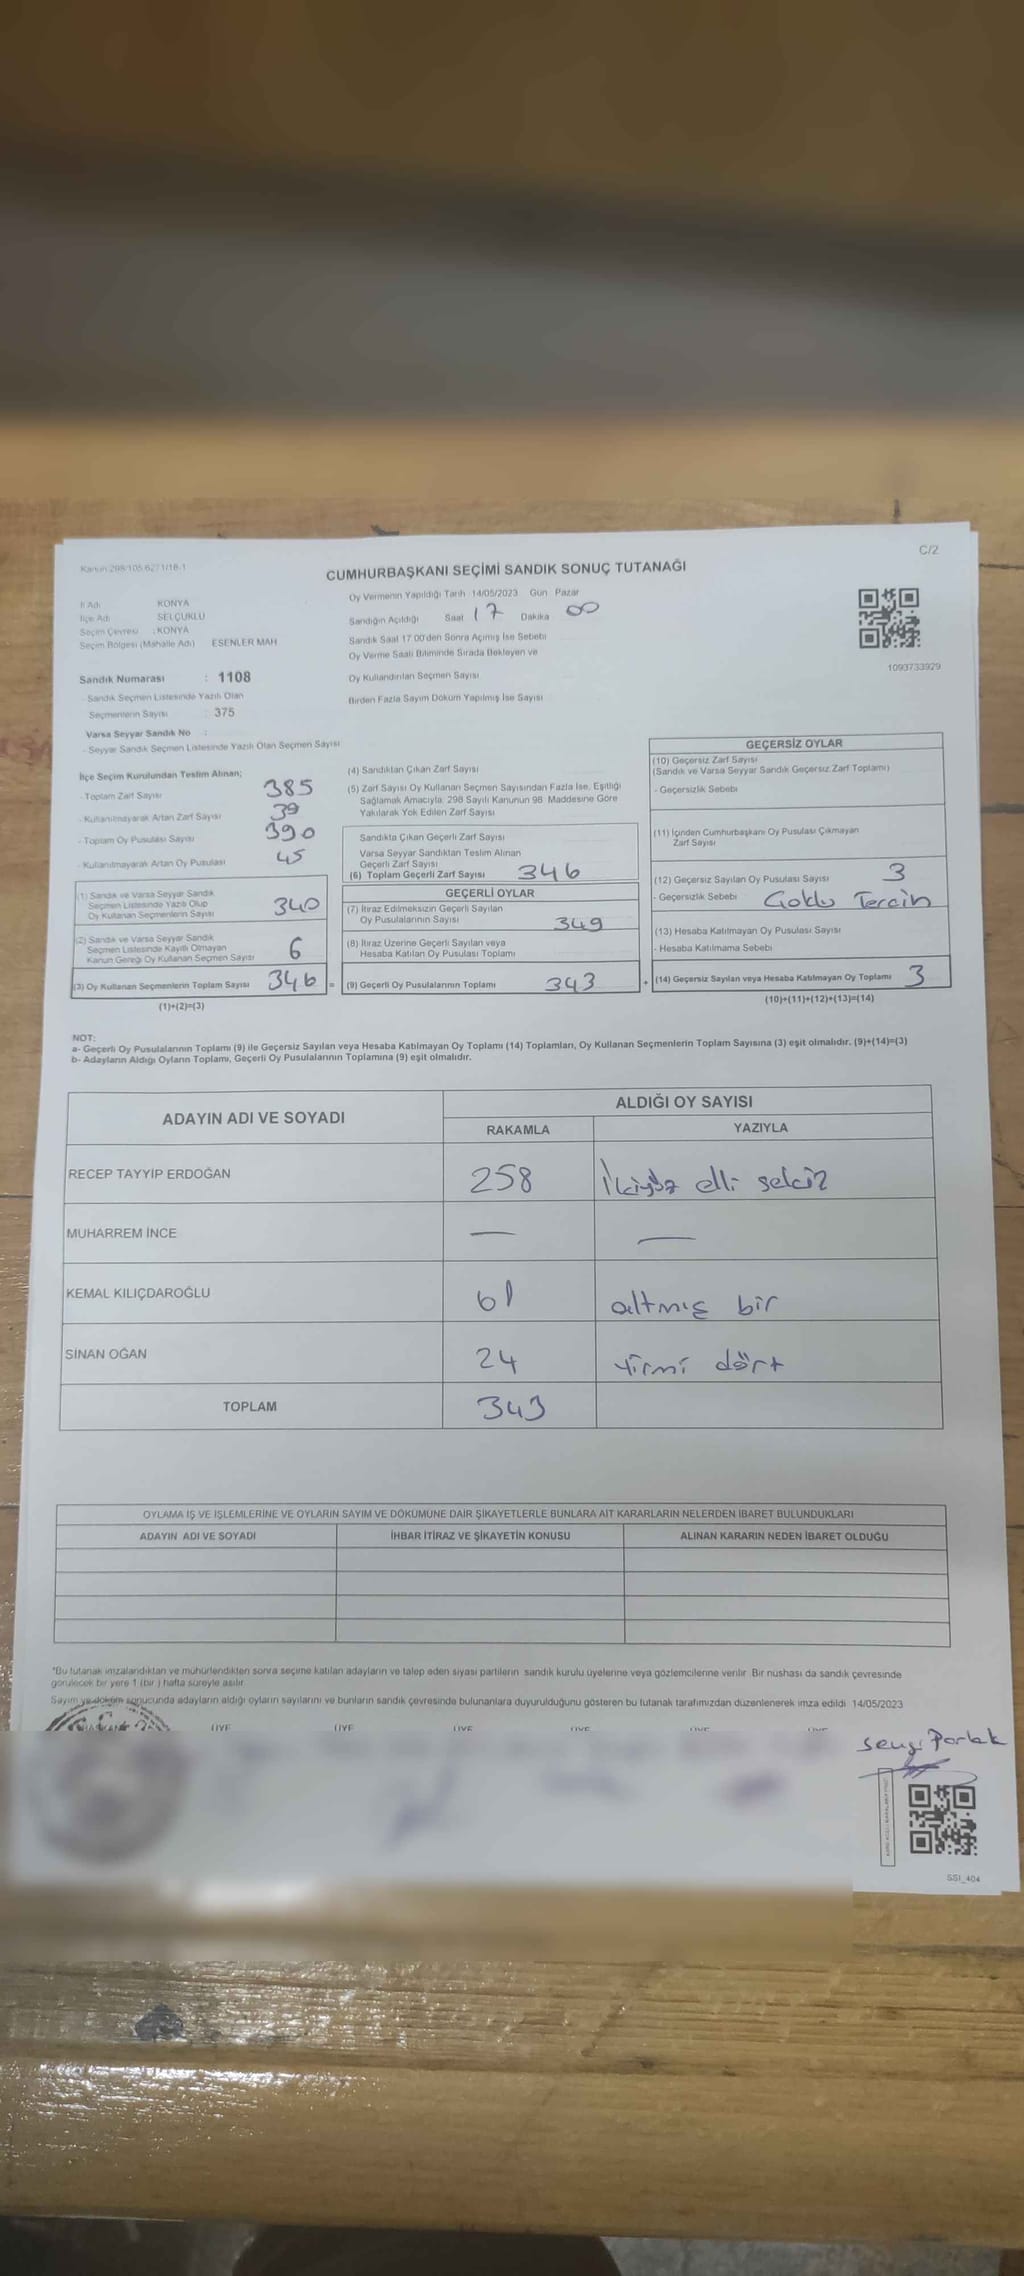 C/2
Kanun:298/105,6271/18-1
CUMHURBAŞKANI SEÇİMİ SANDIK SONUÇ TUTANAĞI
İl Adı : KONYA
İlçe Adı : SELÇUKLU
Seçim Çevresi : KONYA
Seçim Bölgesi (Mahalle Adı) ESENLER MAH
Sandık Numarası : 1108
- Sandık Seçmen Listesinde Yazılı Olan
Seçmenlerin Sayısı : 375
Varsa Seyyar Sandık No :
- Seyyar Sandık Seçmen Listesinde Yazılı Olan Seçmen Sayısı
Oy Vermenin Yapıldığı Tarih 14/05/2023 Gün Pazar
Sandığın Açıldığı Saat 17 Dakika 00
Sandık Saat 17:00'den Sonra Açılmış İse Sebebi
Oy Verme Saati Bitiminde Sırada Bekleyen ve
Oy Kullandırılan Seçmen Sayısı
Birden Fazla Sayım Döküm Yapılmış İse Sayısı
1093733929
İlçe Seçim Kurulundan Teslim Alınan;
- Toplam Zarf Sayısı 385
- Kullanılmayarak Artan Zarf Sayısı 39
- Toplam Oy Pusulası Sayısı 390
- Kullanılmayarak Artan Oy Pusulası 45
(1) Sandık ve Varsa Seyyar Sandık
Seçmen Listesinde Yazılı Olup
Oy Kullanan Seçmenlerin Sayısı 340
(2) Sandık ve Varsa Seyyar Sandık
Seçmen Listesinde Kayıtlı Olmayan
Kanun Gereği Oy Kullanan Seçmen Sayısı 6
(3) Oy Kullanan Seçmenlerin Toplam Sayısı 346 =
(1)+(2)=(3)
(4) Sandıktan Çıkan Zarf Sayısı
(5) Zarf Sayısı Oy Kullanan Seçmen Sayısından Fazla İse, Eşitliği
Sağlamak Amacıyla, 298 Sayılı Kanunun 98. Maddesine Göre
Yakılarak Yok Edilen Zarf Sayısı
Sandıkta Çıkan Geçerli Zarf Sayısı
Varsa Seyyar Sandıktan Teslim Alınan
Geçerli Zarf Sayısı
(6) Toplam Geçerli Zarf Sayısı 346
GEÇERLİ OYLAR
(7) İtiraz Edilmeksizin Geçerli Sayılan
Oy Pusulalarının Sayısı 349
(8) İtiraz Üzerine Geçerli Sayılan veya
Hesaba Katılan Oy Pusulası Toplamı
(9) Geçerli Oy Pusulalarının Toplamı 343 +
GEÇERSİZ OYLAR
(10) Geçersiz Zarf Sayısı
(Sandık ve Varsa Seyyar Sandık Geçersiz Zarf Toplamı)
- Geçersizlik Sebebi
(11) İçinden Cumhurbaşkanı Oy Pusulası Çıkmayan
Zarf Sayısı
(12) Geçersiz Sayılan Oy Pusulası Sayısı 3
- Geçersizlik Sebebi Çoklu Tercih
(13) Hesaba Katılmayan Oy Pusulası Sayısı
- Hesaba Katılmama Sebebi
(14) Geçersiz Sayılan veya Hesaba Katılmayan Oy Toplamı 3
(10)+(11)+(12)+(13)=(14)
NOT:
a- Geçerli Oy Pusulalarının Toplamı (9) ile Geçersiz Sayılan veya Hesaba Katılmayan Oy Toplamı (14) Toplamları, Oy Kullanan Seçmenlerin Toplam Sayısına (3) eşit olmalıdır. (9)+(14)=(3)
b- Adayların Aldığı Oyların Toplamı, Geçerli Oy Pusulalarının Toplamına (9) eşit olmalıdır.
ADAYIN ADI VE SOYADI ALDIĞI OY SAYISI
RAKAMLA YAZIYLA
RECEP TAYYİP ERDOĞAN 258 İkiyüz elli sekiz
MUHARREM İNCE — —
KEMAL KILIÇDAROĞLU 61 altmış bir
SİNAN OĞAN 24 yirmi dört
TOPLAM 343
OYLAMA İŞ VE İŞLEMLERİNE VE OYLARIN SAYIM VE DÖKÜMÜNE DAİR ŞİKAYETLERLE BUNLARA AİT KARARLARIN NELERDEN İBARET BULUNDUKLARI
ADAYIN ADI VE SOYADI İHBAR İTİRAZ VE ŞİKAYETİN KONUSU ALINAN KARARIN NEDEN İBARET OLDUĞU
*Bu tutanak imzalandıktan ve mühürlendikten sonra seçime katılan adayların ve talep eden siyasi partilerin sandık kurulu üyelerine veya gözlemcilerine verilir. Bir nüshası da sandık çevresinde
görülecek bir yere 1 (bir ) hafta süreyle asılır.
Sayım ve döküm sonucunda adayların aldığı oyların sayılarını ve bunların sandık çevresinde bulunanlara duyurulduğunu gösteren bu tutanak tarafımızdan düzenlenerek imza edildi. 14/05/2023
BAŞKAN ÜYE ÜYE ÜYE ÜYE ÜYE ÜYE
Sevgi Parlak
SSI_404